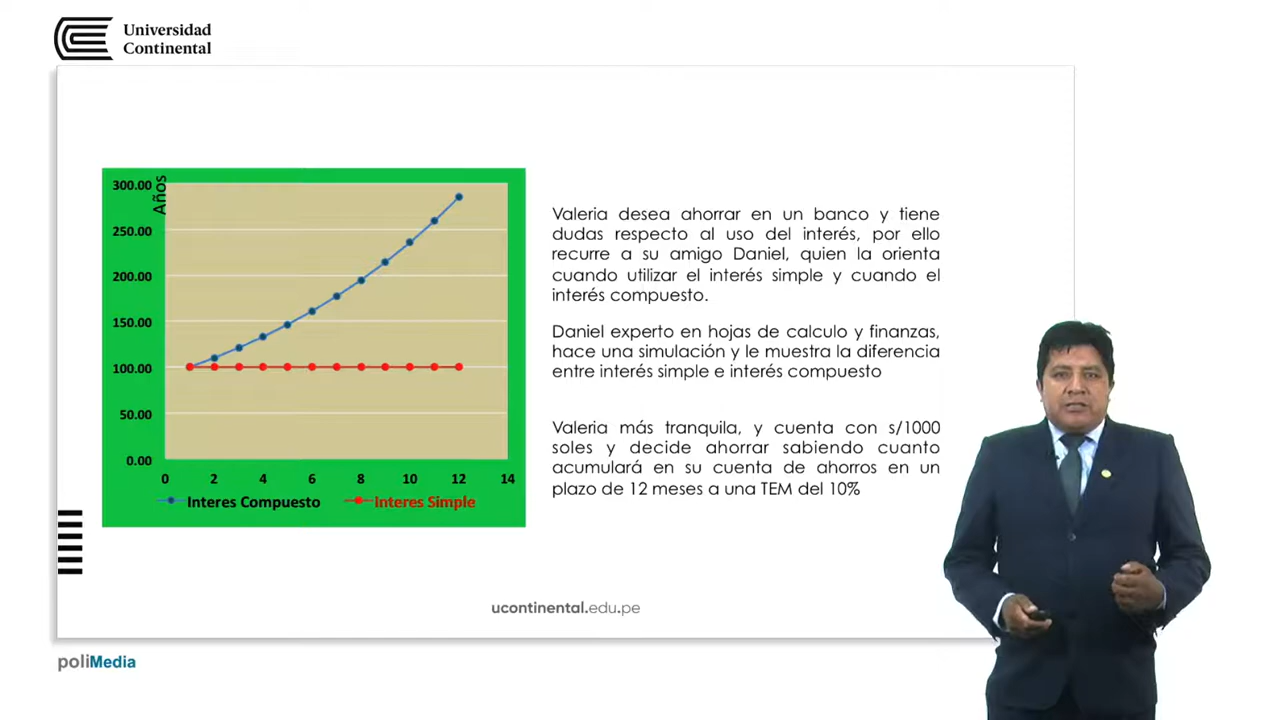 Universidad
Continental
Años
300.00
250.00
200.00
150.00
100.00
50.00
0.00
0 2 4 6 8 10 12 14
Interes Compuesto Interes Simple
Valeria desea ahorrar en un banco y tiene
dudas respecto al uso del interés, por ello
recurre a su amigo Daniel, quien la orienta
cuando utilizar el interés simple y cuando el
interés compuesto.
Daniel experto en hojas de calculo y finanzas,
hace una simulación y le muestra la diferencia
entre interés simple e interés compuesto
Valeria más tranquila, y cuenta con s/1000
soles y decide ahorrar sabiendo cuanto
acumulará en su cuenta de ahorros en un
plazo de 12 meses a una TEM del 10%
ucontinental.edu.pe
poliMedia